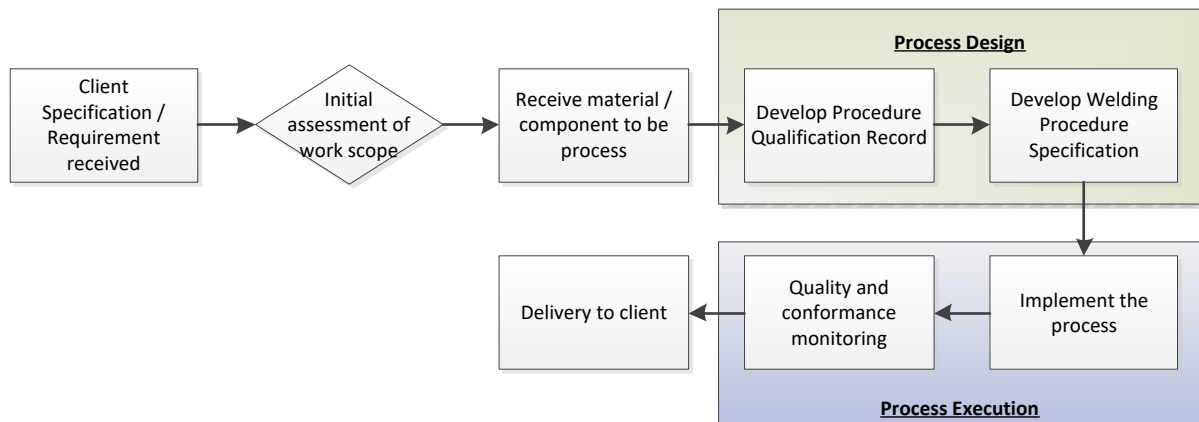 Client
Specification /
Requirement
received
Initial
assessment of
work scope
Receive material /
component to be
process
Process Design
Develop Procedure
Qualification Record
Develop Welding
Procedure
Specification
Implement the
process
Quality and
conformance
monitoring
Delivery to client
Process Execution